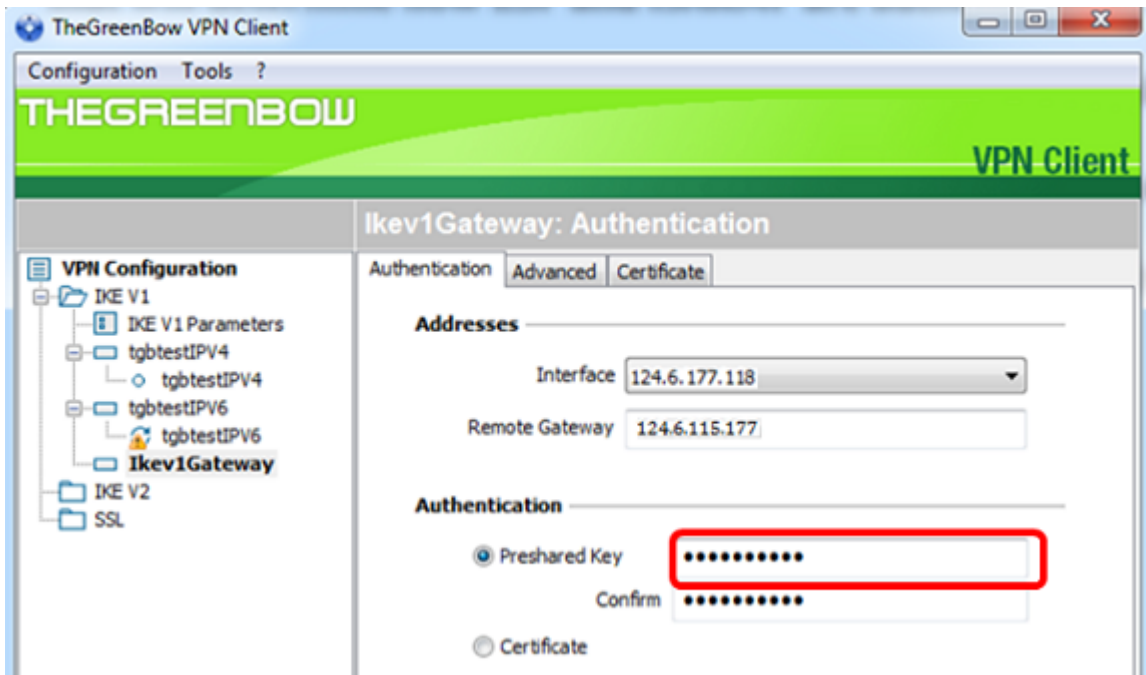 TheGreenBow VPN Client
Configuration Tools ?
THEGREENBOW
VPN Client
Ikev1Gateway: Authentication
VPN Configuration
IKE V1
IKE V1 Parameters
tgbtestIPV4
tgbtestIPV4
tgbtestIPV6
tgbtestIPV6
Ikev1Gateway
IKE V2
SSL
Authentication Advanced Certificate
Addresses
Interface 124.6.177.118
Remote Gateway 124.6.115.177
Authentication
Preshared Key ••••••••••
Confirm ••••••••••
Certificate